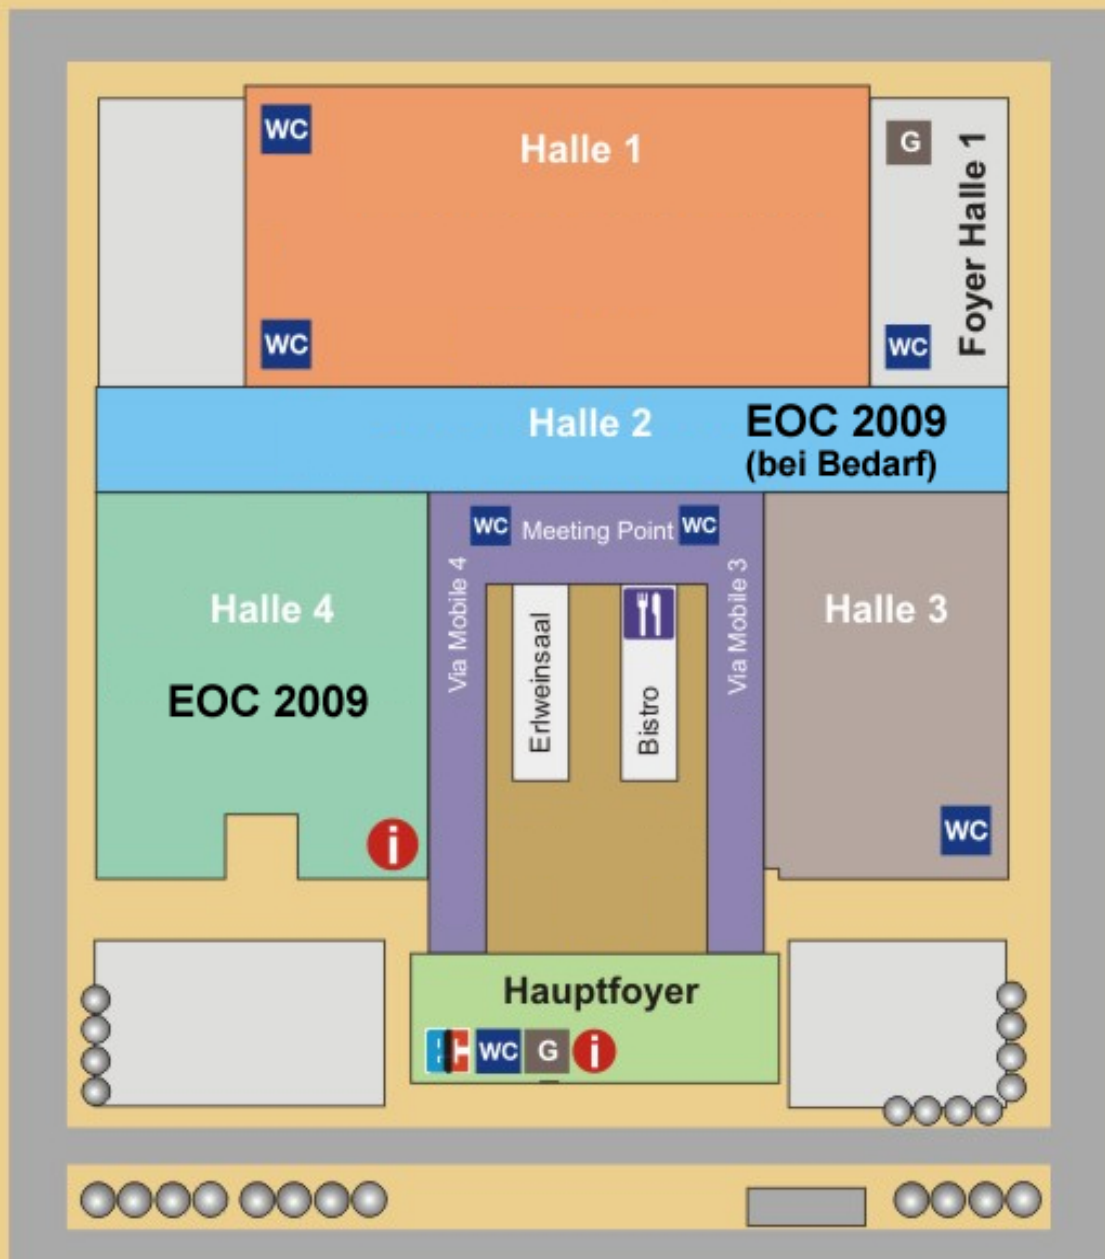 WC
Halle 1
G
Foyer Halle 1
WC
WC
Halle 2
EOC 2009
(bei Bedarf)
WC
Meeting Point
WC
Via Mobile 4
Via Mobile 3
Halle 4
EOC 2009
Erlweinsaal
Bistro
Halle 3
i
WC
Hauptfoyer
WC
G
i